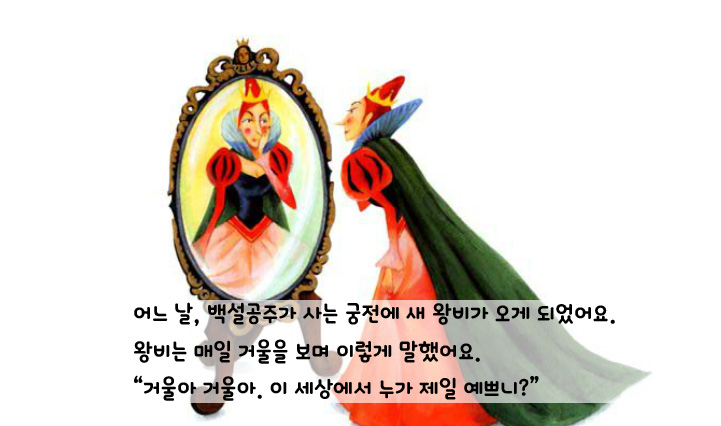 어느 날, 백설공주가 사는 궁전에 새 왕비가 오게 되었어요.
왕비는 매일 거울을 보며 이렇게 말했어요.
“거울아 거울아. 이 세상에서 누가 제일 예쁘니?”